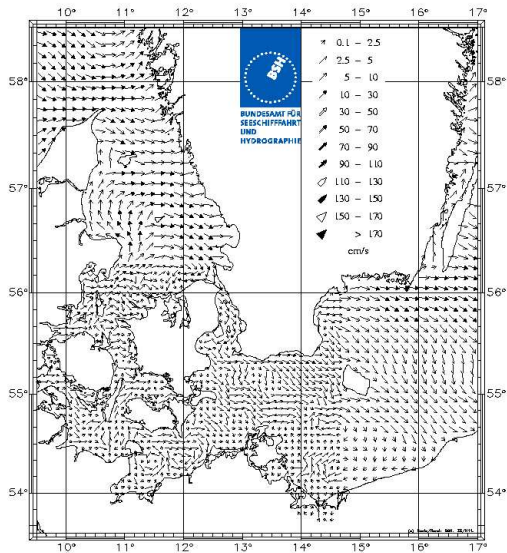 10° 11° 12° 13° 14° 15° 16° 17°
58° 58°
57° 57°
56° 56°
55° 55°
54° 54°
10° 11° 12° 13° 14° 15° 16° 17°
BSH
BUNDESAMT FÜR
SEESCHIFFFAHRT
UND
HYDROGRAPHIE
0.1 - 2.5
2.5 - 5
5 - 10
10 - 30
30 - 50
50 - 70
70 - 90
90 - 110
110 - 130
130 - 150
150 - 170
> 170
cm/s